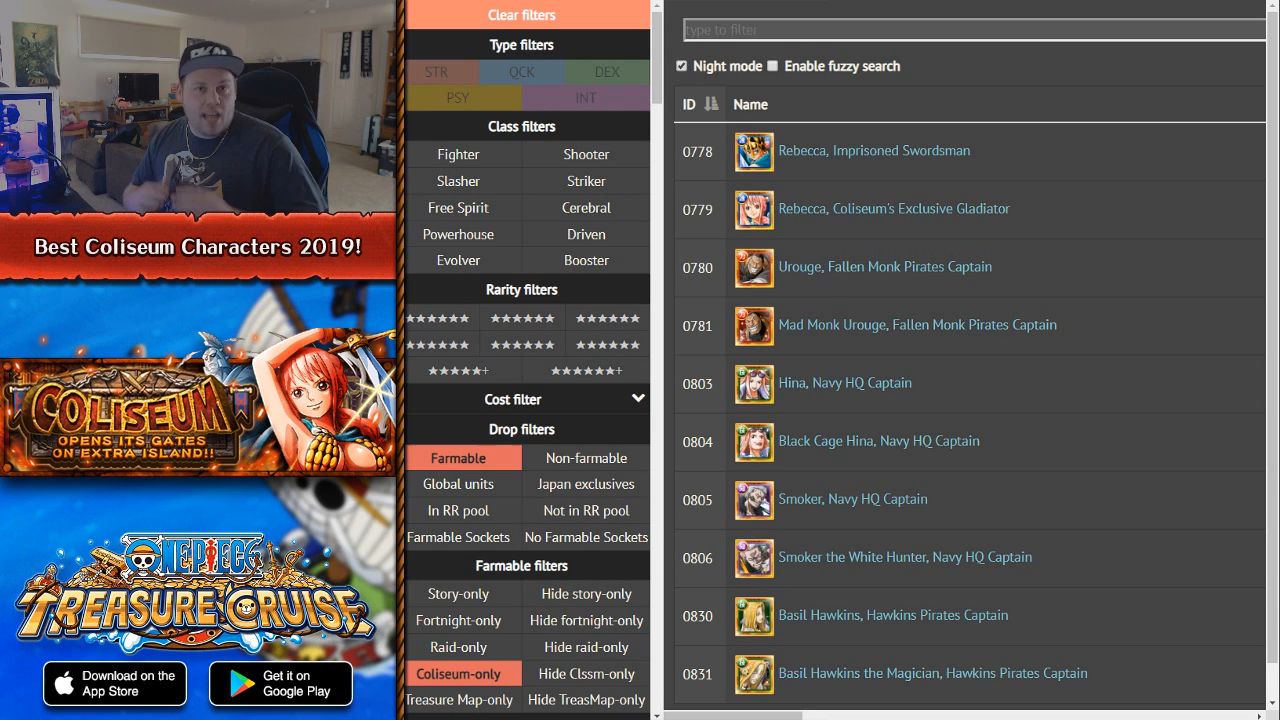 Best Coliseum Characters 2019!
COLISEUM
OPENS ITS GATES
ON EXTRA ISLAND!!
ONE PIECE
TREASURE CRUISE
Download on the
App Store
Get it on
Google Play
Clear filters
Type filters
STR QCK DEX
PSY INT
Class filters
Fighter Shooter
Slasher Striker
Free Spirit Cerebral
Powerhouse Driven
Evolver Booster
Rarity filters
★★★★★★ ★★★★★★ ★★★★★★
★★★★★★ ★★★★★★ ★★★★★★
★★★★★+ ★★★★★★+
Cost filter
Drop filters
Farmable Non-farmable
Global units Japan exclusives
In RR pool Not in RR pool
Farmable Sockets No Farmable Sockets
Farmable filters
Story-only Hide story-only
Fortnight-only Hide fortnight-only
Raid-only Hide raid-only
Coliseum-only Hide Clssm-only
Treasure Map-only Hide TreasMap-only
type to filter
Night mode Enable fuzzy search
ID Name
0778 Rebecca, Imprisoned Swordsman
0779 Rebecca, Coliseum's Exclusive Gladiator
0780 Urouge, Fallen Monk Pirates Captain
0781 Mad Monk Urouge, Fallen Monk Pirates Captain
0803 Hina, Navy HQ Captain
0804 Black Cage Hina, Navy HQ Captain
0805 Smoker, Navy HQ Captain
0806 Smoker the White Hunter, Navy HQ Captain
0830 Basil Hawkins, Hawkins Pirates Captain
0831 Basil Hawkins the Magician, Hawkins Pirates Captain